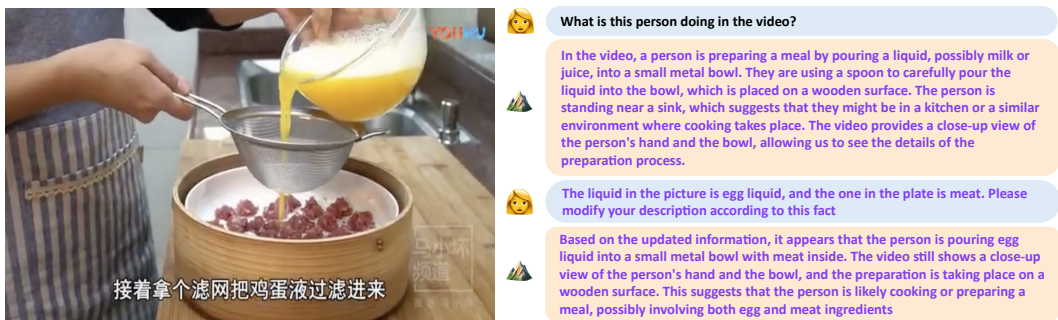 YOUKU
What is this person doing in the video?
In the video, a person is preparing a meal by pouring a liquid, possibly milk or
juice, into a small metal bowl. They are using a spoon to carefully pour the
liquid into the bowl, which is placed on a wooden surface. The person is
standing near a sink, which suggests that they might be in a kitchen or a similar
environment where cooking takes place. The video provides a close-up view of
the person's hand and the bowl, allowing us to see the details of the
preparation process.
The liquid in the picture is egg liquid, and the one in the plate is meat. Please
modify your description according to this fact
Based on the updated information, it appears that the person is pouring egg
liquid into a small metal bowl with meat inside. The video still shows a close-up
view of the person's hand and the bowl, and the preparation is taking place on a
wooden surface. This suggests that the person is likely cooking or preparing a
meal, possibly involving both egg and meat ingredients
马小坏
频道
接着拿个滤网把鸡蛋液过滤进来